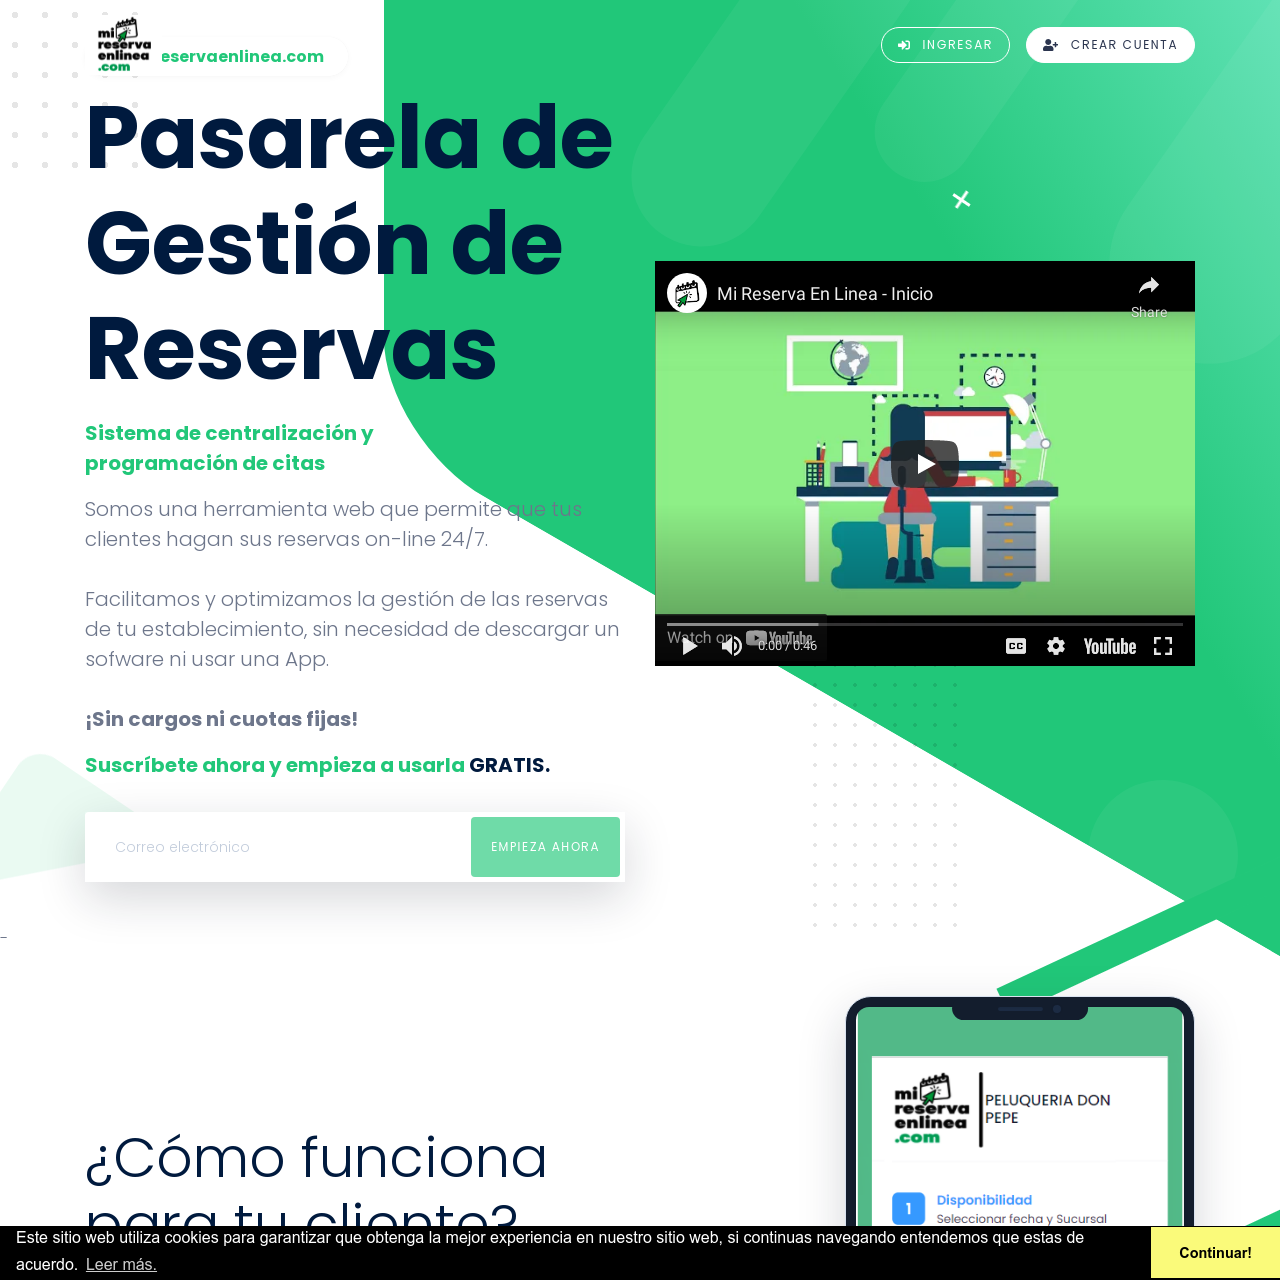 mi
reserva
enlinea
.com
eservaenlinea.com
INGRESAR
CREAR CUENTA
Pasarela de
Gestión de
Reservas
Mi Reserva En Linea - Inicio
Share
Watch on YouTube
0:00 / 0:46
CC
YouTube
Sistema de centralización y
programación de citas
Somos una herramienta web que permite que tus
clientes hagan sus reservas on-line 24/7.
Facilitamos y optimizamos la gestión de las reservas
de tu establecimiento, sin necesidad de descargar un
sofware ni usar una App.
¡Sin cargos ni cuotas fijas!
Suscríbete ahora y empieza a usarla GRATIS.
Correo electrónico
EMPIEZA AHORA
mi
reserva
enlinea
.com
PELUQUERIA DON
PEPE
1
Disponibilidad
Seleccionar fecha y Sucursal
¿Cómo funciona
para tu cliente?
Este sitio web utiliza cookies para garantizar que obtenga la mejor experiencia en nuestro sitio web, si continuas navegando entendemos que estas de
acuerdo. Leer más.
Continuar!